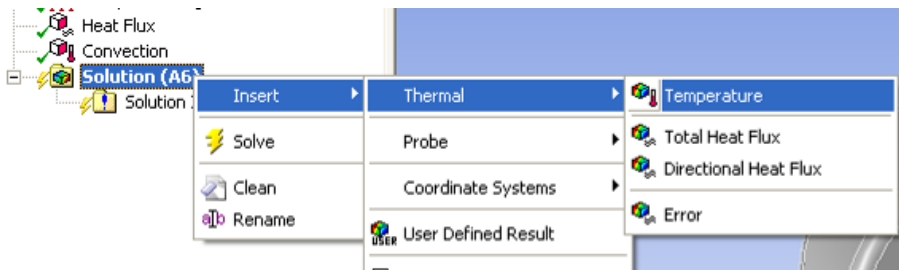 Heat Flux
Convection
Solution (A6)
Solution
Insert
Solve
Clean
Rename
Thermal
Probe
Coordinate Systems
USER User Defined Result
Temperature
Total Heat Flux
Directional Heat Flux
Error